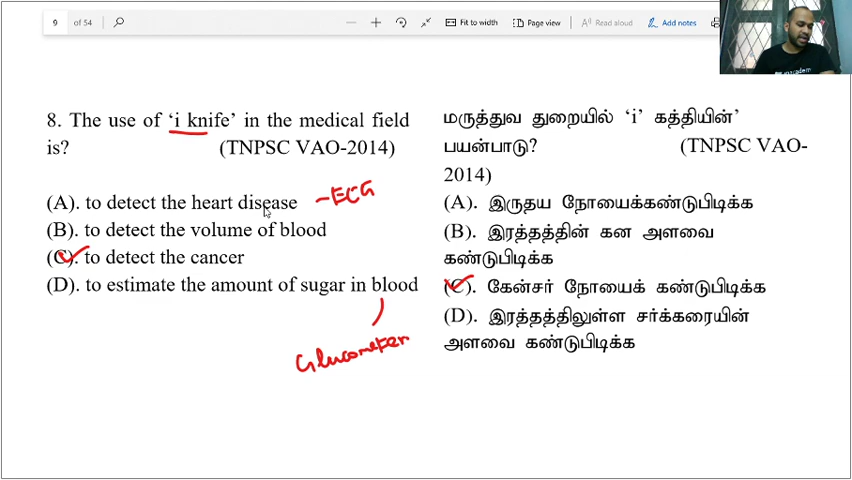 9 of 54
Fit to width
Page view
Read aloud
Add notes
8. The use of ‘i knife’ in the medical field
is? (TNPSC VAO-2014)
(A). to detect the heart disease - ECG
(B). to detect the volume of blood
(C). to detect the cancer
(D). to estimate the amount of sugar in blood
Glucometer
மருத்துவ துறையில் ‘i’ கத்தியின்’
பயன்பாடு? (TNPSC VAO-
2014)
(A). இருதய நோயைக்கண்டுபிடிக்க
(B). இரத்தத்தின் கன அளவை
கண்டுபிடிக்க
(C). கேன்சர் நோயைக் கண்டுபிடிக்க
(D). இரத்தத்திலுள்ள சர்க்கரையின்
அளவை கண்டுபிடிக்க